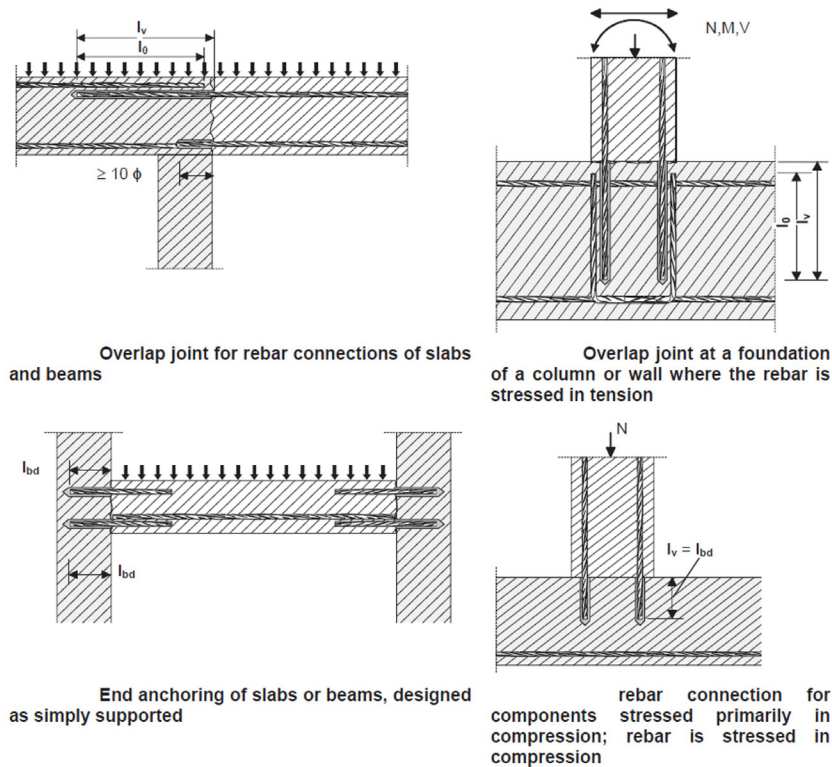 lv
l0
≥ 10 ϕ
Overlap joint for rebar connections of slabs
and beams
N,M,V
l0
lv
Overlap joint at a foundation
of a column or wall where the rebar is
stressed in tension
lbd
lbd
End anchoring of slabs or beams, designed
as simply supported
N
lv = lbd
rebar connection for
components stressed primarily in
compression; rebar is stressed in
compression